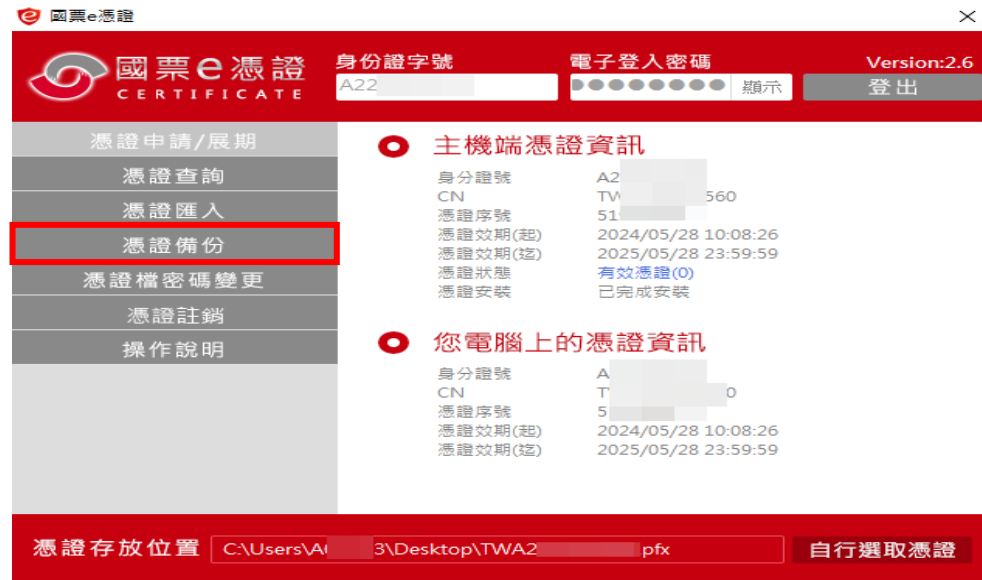 國票e憑證
國票e憑證
CERTIFICATE
身份證字號
A22
電子登入密碼
顯示
Version:2.6
登出
憑證申請/展期
憑證查詢
憑證匯入
憑證備份
憑證檔密碼變更
憑證註銷
操作說明
主機端憑證資訊
身分證號 A2
CN TW 560
憑證序號 51
憑證效期(起) 2024/05/28 10:08:26
憑證效期(迄) 2025/05/28 23:59:59
憑證狀態 有效憑證(0)
憑證安裝 已完成安裝
您電腦上的憑證資訊
身分證號 A
CN T 0
憑證序號 5
憑證效期(起) 2024/05/28 10:08:26
憑證效期(迄) 2025/05/28 23:59:59
憑證存放位置 C:\Users\A 3\Desktop\TWA2 pfx
自行選取憑證